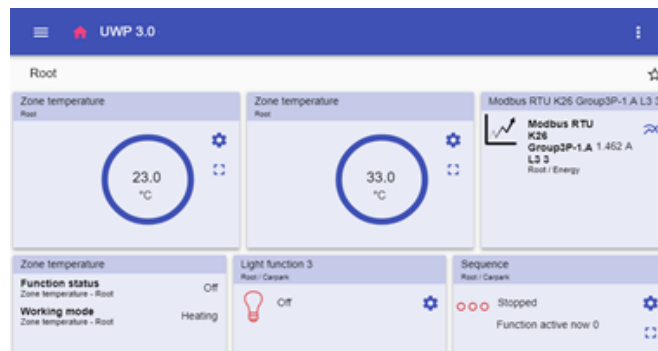 UWP 3.0
Root
Zone temperature
Root
23.0
°C
Zone temperature
Root
33.0
°C
Modbus RTU K26 Group3P-1.A L3 3
Modbus RTU
K26
Group3P-1.A 1.462 A
L3 3
Root / Energy
Zone temperature
Function status
Zone temperature - Root
Off
Working mode
Zone temperature - Root
Heating
Light function 3
Root / Carpark
Off
Sequence
Root / Carpark
Stopped
Function active now 0